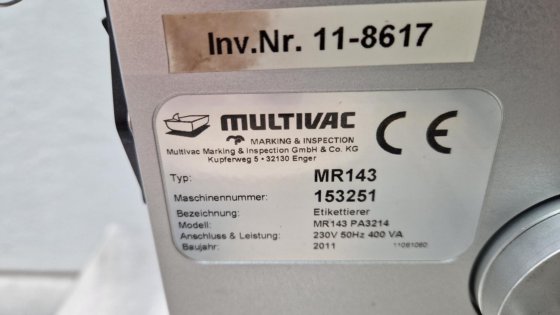 Inv.Nr. 11-8617
MULTIVAC
MARKING & INSPECTION
Multivac Marking & Inspection GmbH & Co. KG
Kupferweg 5 • 32130 Enger
CE
Typ: MR143
Maschinennummer: 153251
Bezeichnung: Etikettierer
Modell: MR143 PA3214
Anschluss & Leistung: 230V 50Hz 400 VA
Baujahr: 2011